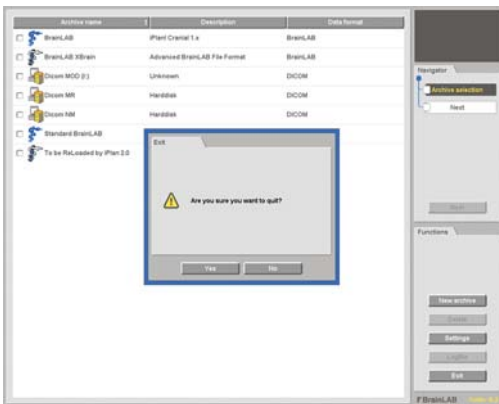 Archive name Description Data format
BrainLAB iPlan! Cranial 1.x BrainLAB
BrainLAB XBrain Advanced BrainLAB File Format BrainLAB
Dicom MOD (I:) Unknown DICOM
Dicom MR Harddisk DICOM
Dicom NM Harddisk DICOM
Standard BrainLAB
To be ReLoaded by iPlan 2.0
Exit
Are you sure you want to quit?
Yes No
Navigator
Archive selection
Next
Next
Functions
New archive
Delete
Settings
Logfile
Exit
BrainLAB